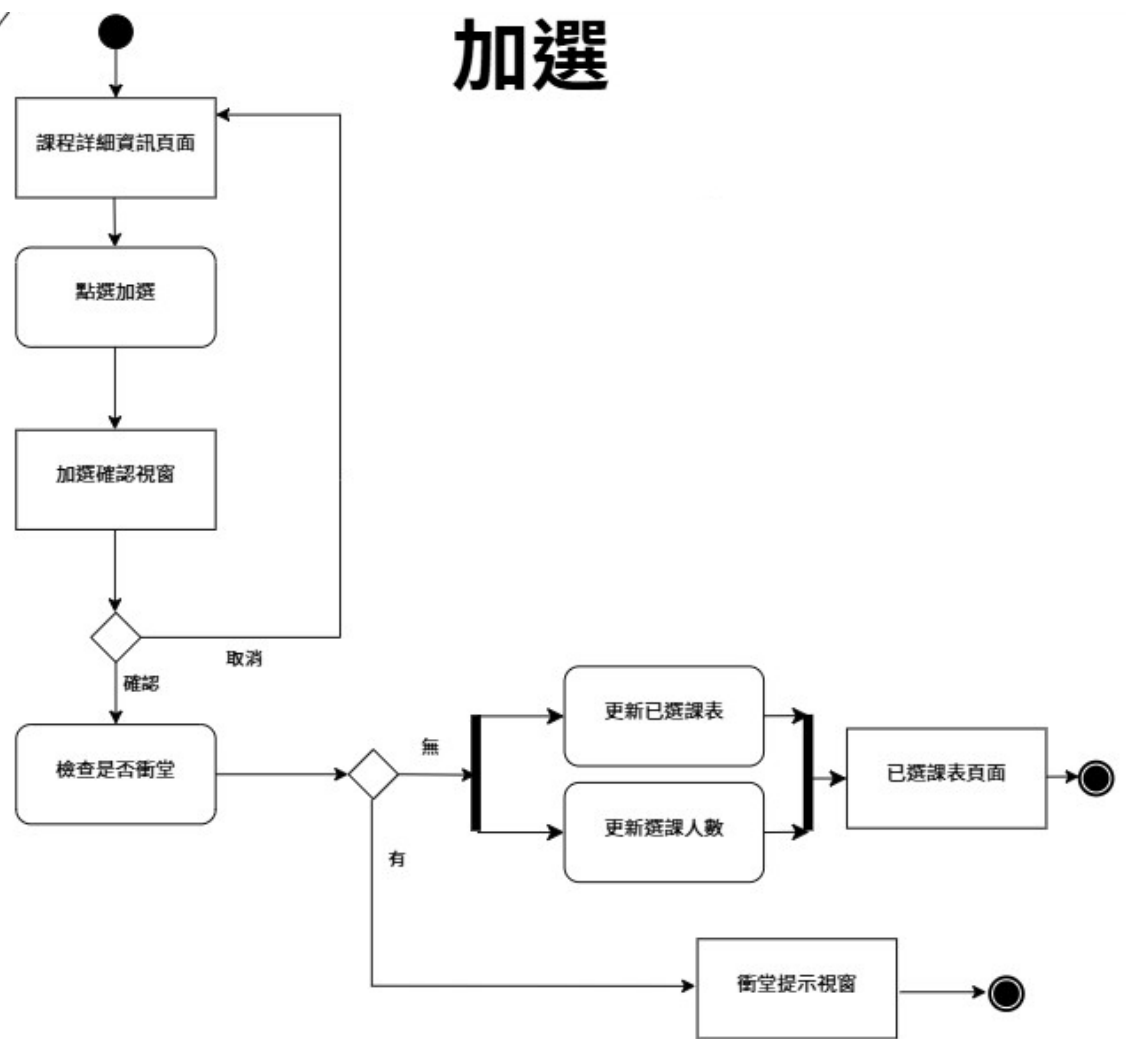 加選
課程詳細資訊頁面
點選加選
加選確認視窗
取消
確認
檢查是否衝堂
無
有
更新已選課表
更新選課人數
已選課表頁面
衝堂提示視窗